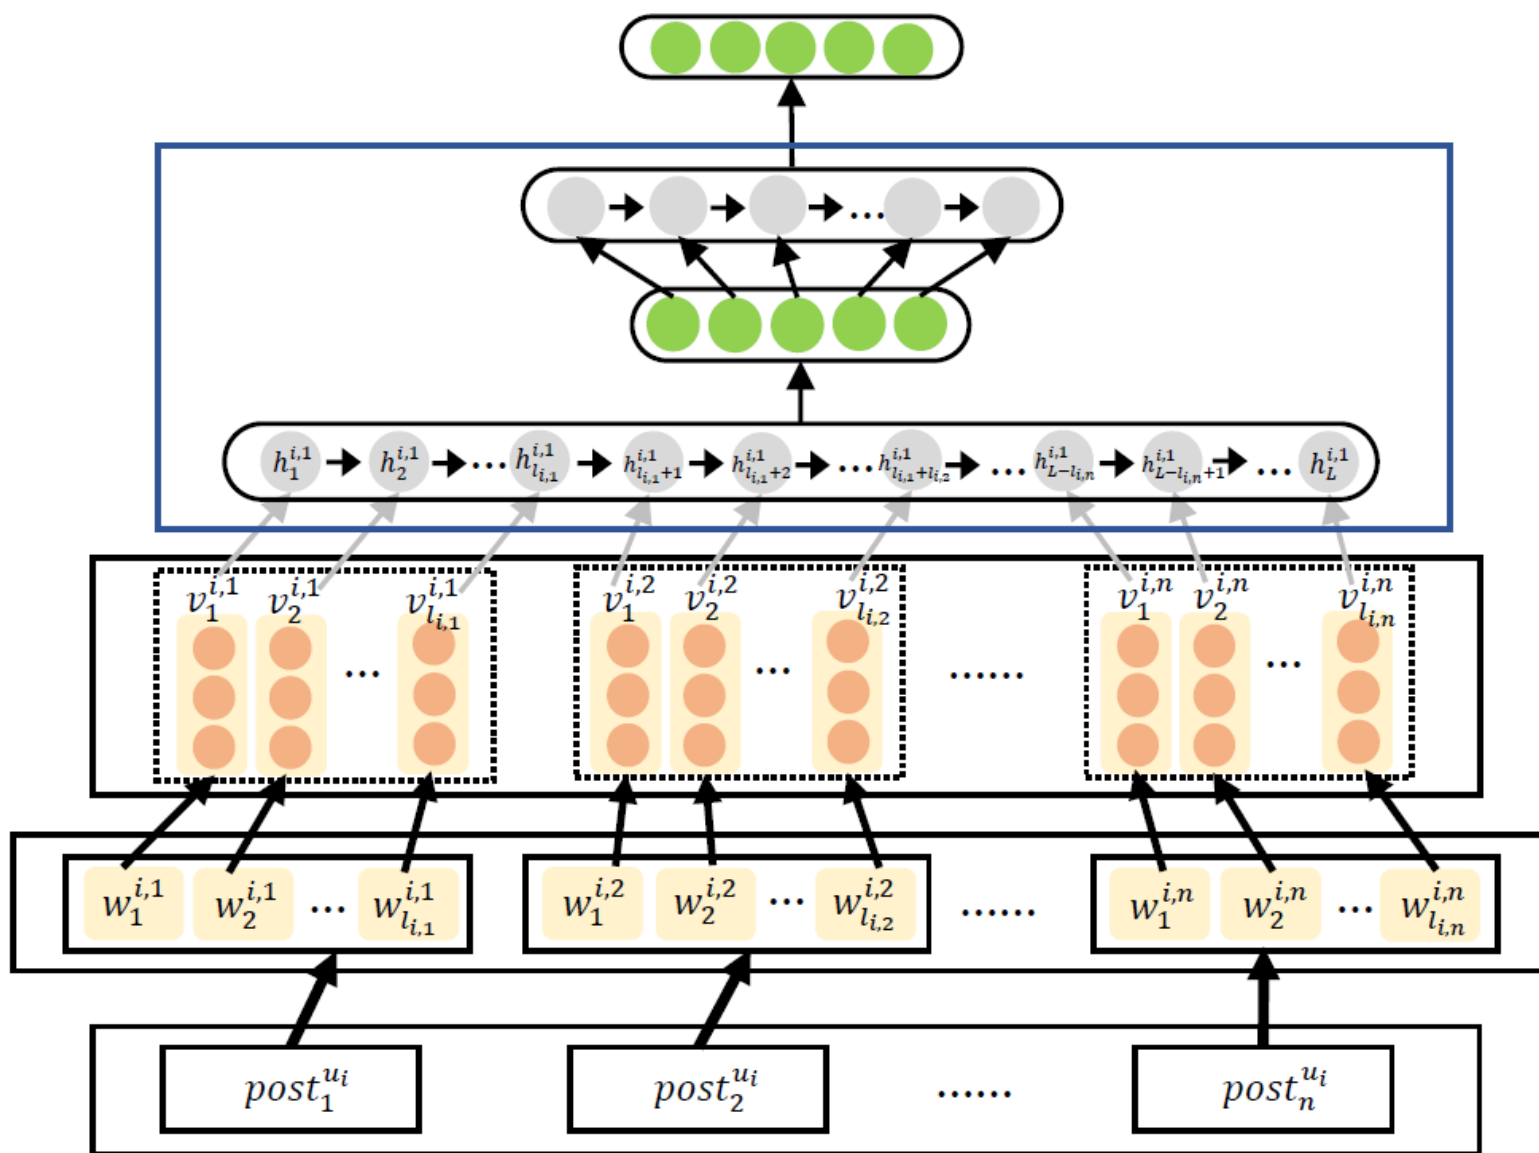 …
$h_1^{i,1}$ $h_2^{i,1}$ … $h_{l_{i,1}}^{i,1}$ $h_{l_{i,1}+1}^{i,1}$ $h_{l_{i,1}+2}^{i,1}$ … $h_{l_{i,1}+l_{i,2}}^{i,1}$ … $h_{L-l_{i,n}}^{i,1}$ $h_{L-l_{i,n}+1}^{i,1}$ … $h_L^{i,1}$
$v_1^{i,1}$ $v_2^{i,1}$ $v_{l_{i,1}}^{i,1}$ $v_1^{i,2}$ $v_2^{i,2}$ $v_{l_{i,2}}^{i,2}$ $v_1^{i,n}$ $v_2^{i,n}$ $v_{l_{i,n}}^{i,n}$
… … …… …
$w_1^{i,1}$ $w_2^{i,1}$ … $w_{l_{i,1}}^{i,1}$ $w_1^{i,2}$ $w_2^{i,2}$ … $w_{l_{i,2}}^{i,2}$ …… $w_1^{i,n}$ $w_2^{i,n}$ … $w_{l_{i,n}}^{i,n}$
$post_1^{u_i}$ $post_2^{u_i}$ …… $post_n^{u_i}$